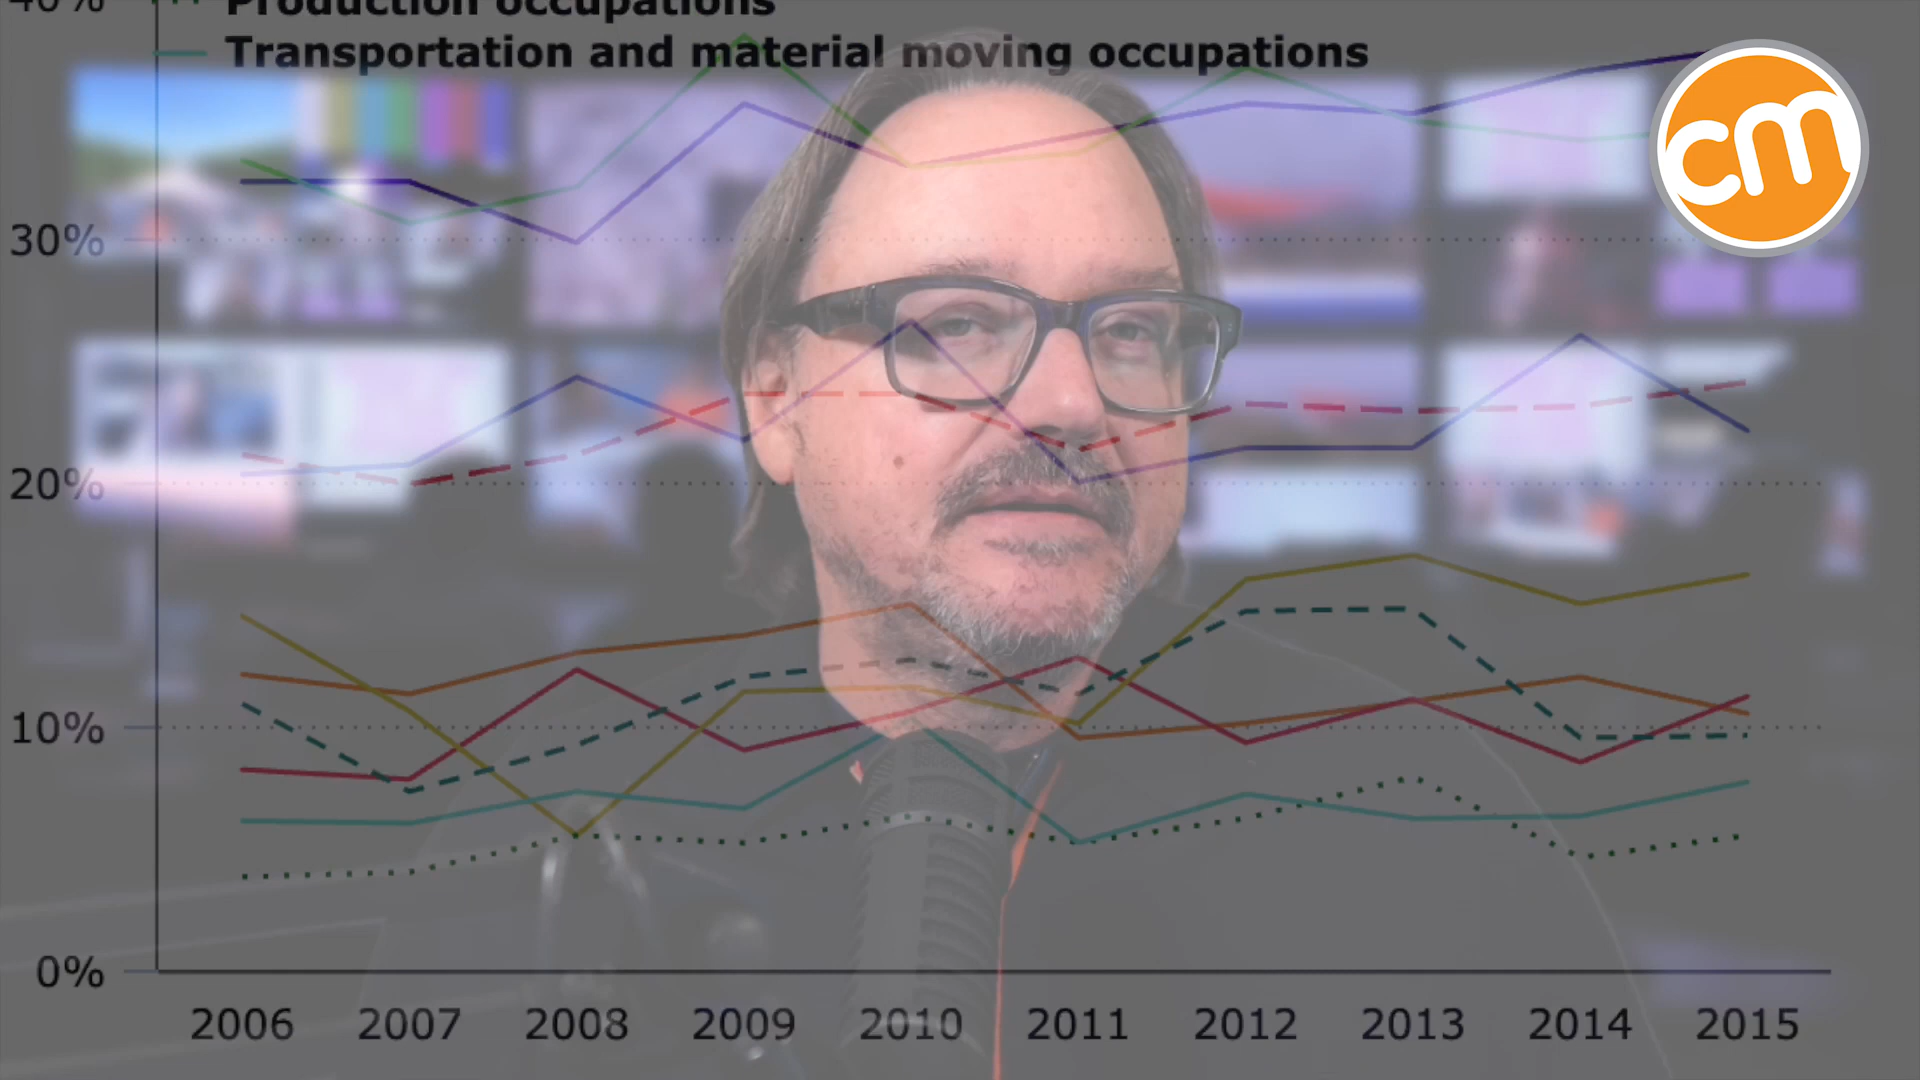 40%
Production occupations
Transportation and material moving occupations
cm
30%
20%
10%
0%
2006 2007 2008 2009 2010 2011 2012 2013 2014 2015